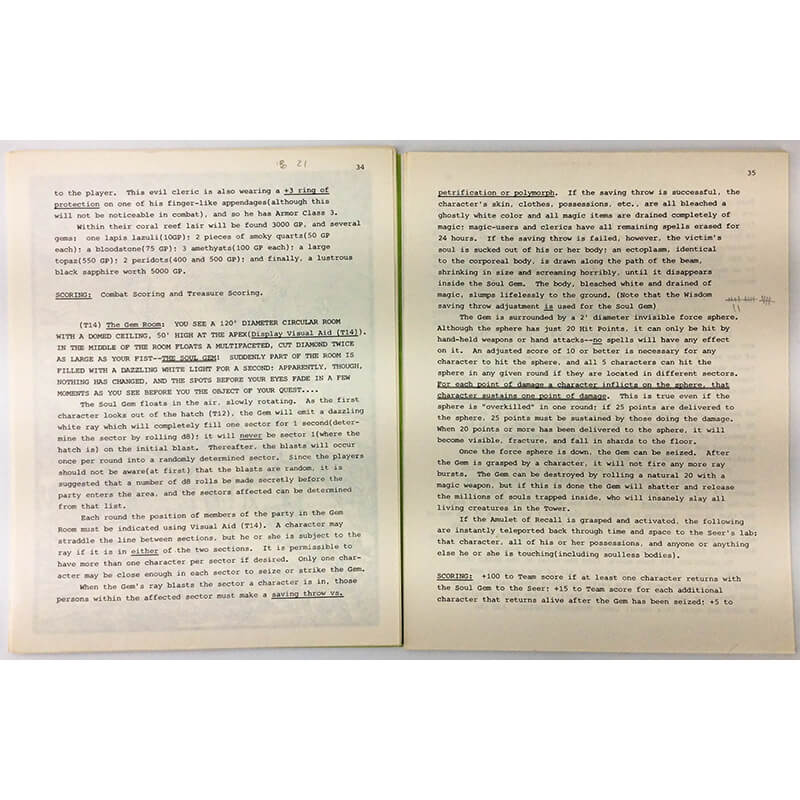 21
34
to the player. This evil cleric is also wearing a +3 ring of
protection on one of his finger-like appendages(although this
will not be noticeable in combat), and so he has Armor Class 3.
Within their coral reef lair will be found 3000 GP, and several
gems: one lapis lazuli(10GP); 2 pieces of smoky quarts(50 GP
each); a bloodstone(75 GP); 3 amethyats(100 GP each); a large
topaz(550 GP); 2 peridots(400 and 500 GP); and finally, a lustrous
black sapphire worth 5000 GP.
SCORING: Combat Scoring and Treasure Scoring.
(T14) The Gem Room: YOU SEE A 120' DIAMETER CIRCULAR ROOM
WITH A DOMED CEILING, 50' HIGH AT THE APEX(Display Visual Aid (T14)).
IN THE MIDDLE OF THE ROOM FLOATS A MULTIFACETED, CUT DIAMOND TWICE
AS LARGE AS YOUR FIST--THE SOUL GEM! SUDDENLY PART OF THE ROOM IS
FILLED WITH A DAZZLING WHITE LIGHT FOR A SECOND; APPARENTLY, THOUGH,
NOTHING HAS CHANGED, AND THE SPOTS BEFORE YOUR EYES FADE IN A FEW
MOMENTS AS YOU SEE BEFORE YOU THE OBJECT OF YOUR QUEST....
The Soul Gem floats in the air, slowly rotating. As the first
character looks out of the hatch (T12), the Gem will emit a dazzling
white ray which will completely fill one sector for 1 second(deter-
mine the sector by rolling d8); it will never be sector 1(where the
hatch is) on the initial blast. Thereafter, the blasts will occur
once per round into a randomly determined sector. Since the players
should not be aware(at first) that the blasts are random, it is
suggested that a number of d8 rolls be made secretly before the
party enters the area, and the sectors affected can be determined
from that list.
Each round the position of members of the party in the Gem
Room must be indicated using Visual Aid (T14). A character may
straddle the line between sections, but he or she is subject to the
ray if it is in either of the two sections. It is permissible to
have more than one character per sector if desired. Only one char-
acter may be close enough in each sector to seize or strike the Gem.
When the Gem's ray blasts the sector a character is in, those
persons within the affected sector must make a saving throw vs.
35
petrification or polymorph. If the saving throw is successful, the
character's skin, clothes, possessions, etc., are all bleached a
ghostly white color and all magic items are drained completely of
magic; magic-users and clerics have all remaining spells erased for
24 hours. If the saving throw is failed, however, the victim's
soul is sucked out of his or her body; an ectoplasm, identical
to the corporeal body, is drawn along the path of the beam,
shrinking in size and screaming horribly, until it disappears
inside the Soul Gem. The body, bleached white and drained of
magic, slumps lifelessly to the ground. (Note that the Wisdom
saving throw adjustment is used for the Soul Gem)
The Gem is surrounded by a 2' diameter invisible force sphere.
Although the sphere has just 20 Hit Points, it can only be hit by
hand-held weapons or hand attacks--no spells will have any effect
on it. An adjusted score of 10 or better is necessary for any
character to hit the sphere, and all 5 characters can hit the
sphere in any given round if they are located in different sectors.
For each point of damage a character inflicts on the sphere, that
character sustains one point of damage. This is true even if the
sphere is "overkilled" in one round; if 25 points are delivered to
the sphere, 25 points must be sustained by those doing the damage.
When 20 points or more has been delivered to the sphere, it will
become visible, fracture, and fall in shards to the floor.
Once the force sphere is down, the Gem can be seized. After
the Gem is grasped by a character, it will not fire any more ray
bursts. The Gem can be destroyed by rolling a natural 20 with a
magic weapon, but if this is done the Gem will shatter and release
the millions of souls trapped inside, who will insanely slay all
living creatures in the Tower.
If the Amulet of Recall is grasped and activated, the following
are instantly teleported back through time and space to the Seer's lab;
that character, all of his or her possessions, and anyone or anything
else he or she is touching(including soulless bodies).
SCORING: +100 to Team score if at least one character returns with
the Soul Gem to the Seer; +15 to Team score for each additional
character that returns alive after the Gem has been seized; +5 to